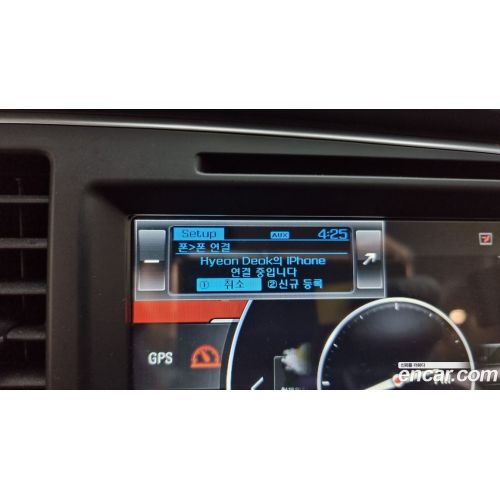 Setup AUX 4:25
폰>폰 연결
Hyeon Deok의 iPhone
연결 중입니다
① 취소 ②신규 등록
GPS
encar.com